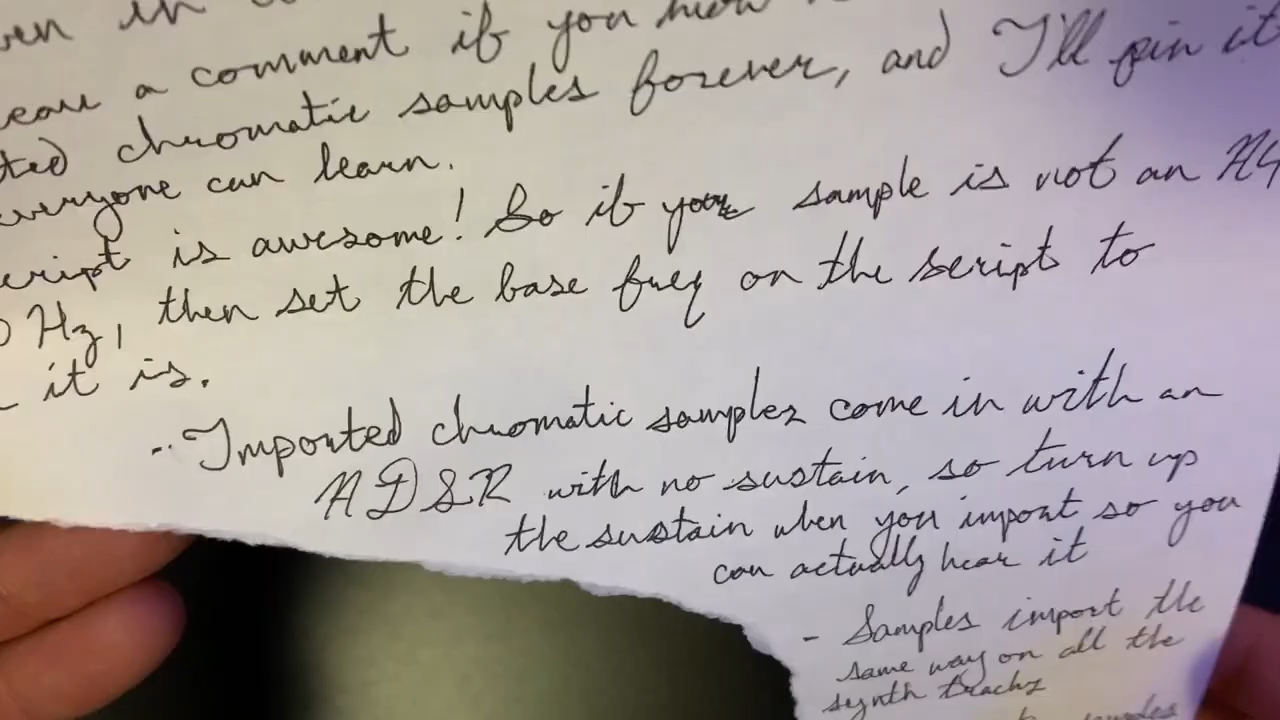 in
a comment if you
chromatic samples forever, and I'll pin it
everyone can learn.
script is awesome! So if your sample is not an A4
Hz, then set the base freq on the script to
it is.
- Imported chromatic samples come in with an
ADSR with no sustain, so turn up
the sustain when you import so you
can actually hear it
- Samples import the
same way on all the
synth tracks